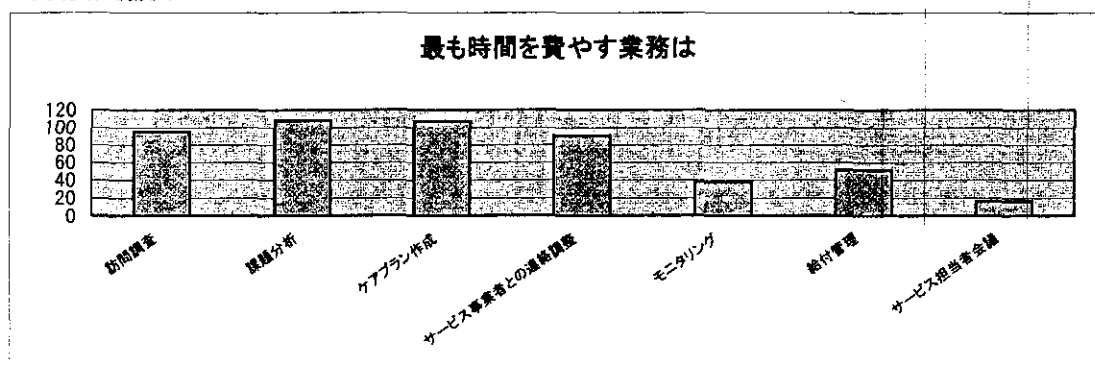 最も時間を費やす業務は
120
100
80
60
40
20
0
訪問調査
課題分析
ケアプラン作成
サービス事業者との連絡調整
モニタリング
給付管理
サービス担当者会議